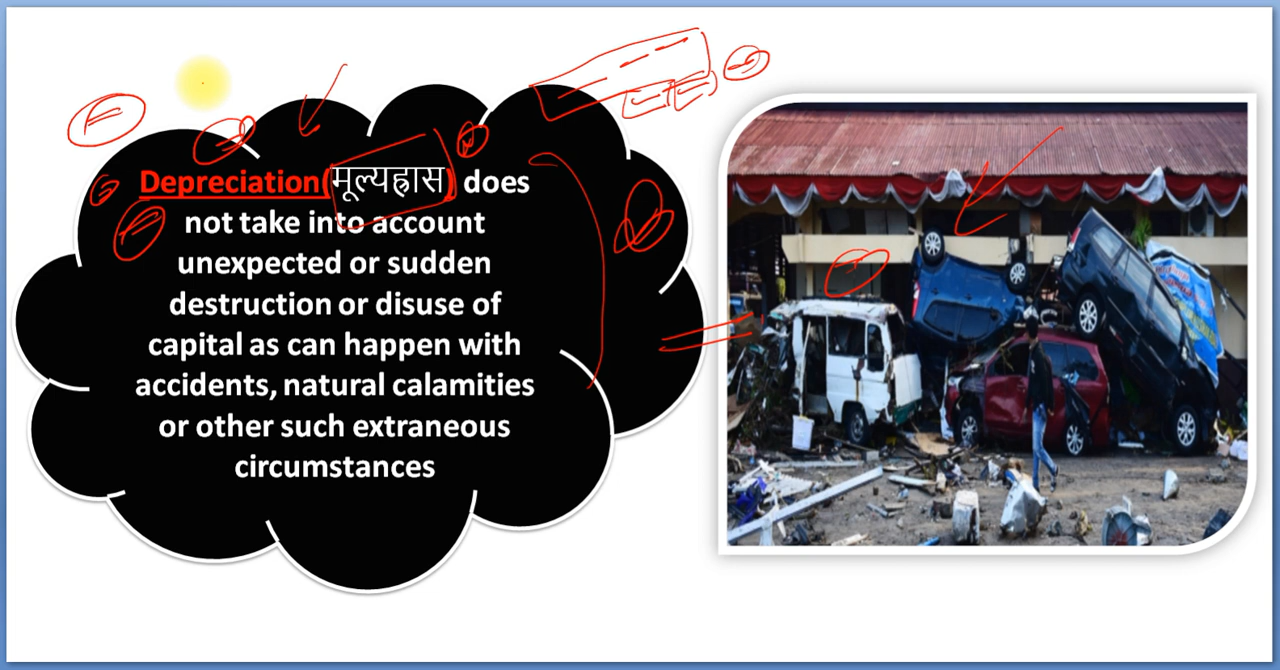 Depreciation(मूल्यह्रास) does
not take into account
unexpected or sudden
destruction or disuse of
capital as can happen with
accidents, natural calamities
or other such extraneous
circumstances